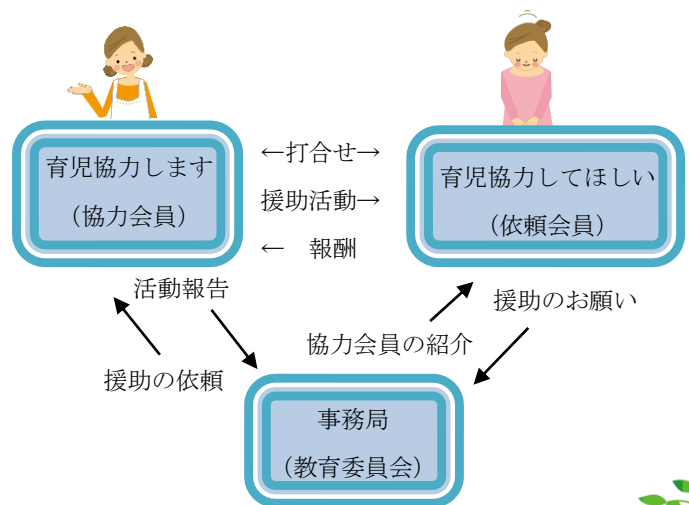 育児協力します
(協力会員)
←打合せ→
援助活動→
← 報酬
育児協力してほしい
(依頼会員)
活動報告
援助のお願い
協力会員の紹介
援助の依頼
事務局
(教育委員会)